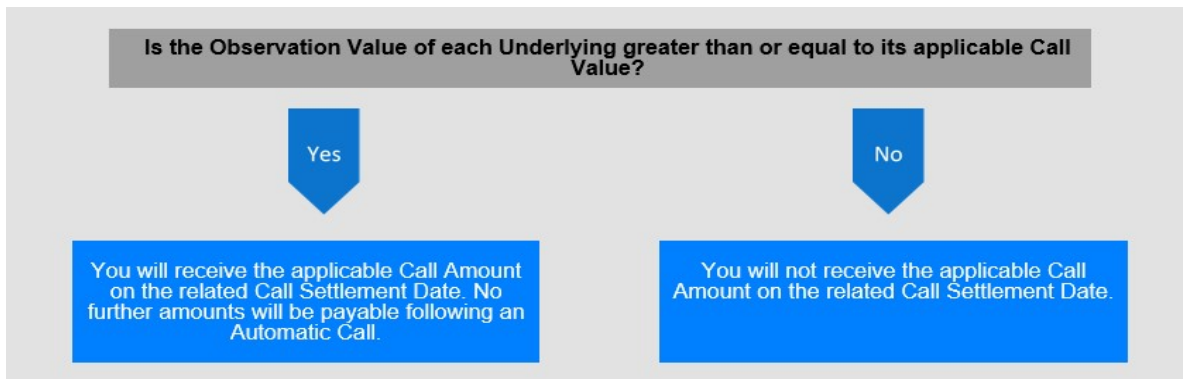 Is the Observation Value of each Underlying greater than or equal to its applicable Call
Value?
Yes
No
You will receive the applicable Call Amount
on the related Call Settlement Date. No
further amounts will be payable following an
Automatic Call.
You will not receive the applicable Call
Amount on the related Call Settlement Date.